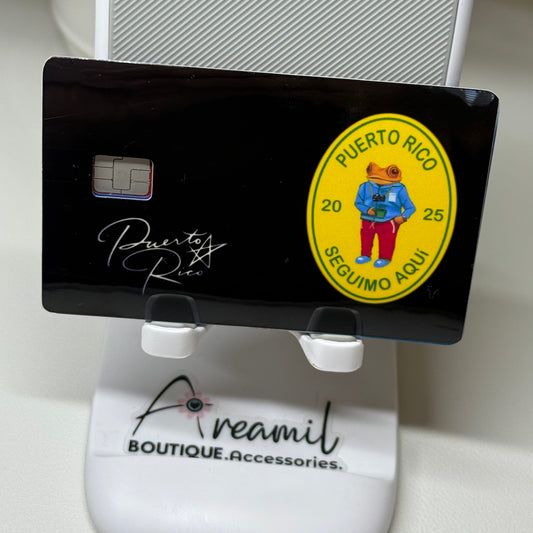 PUERTO RICO
20 25
SEGUIMO AQUÍ
Puerto
Rico
Areamil
BOUTIQUE.Accessories.